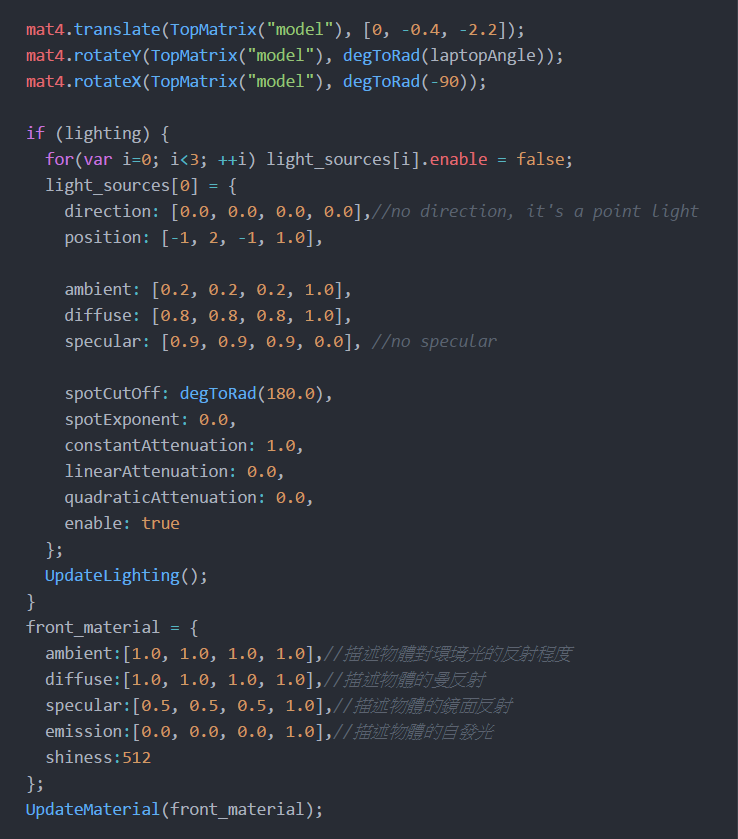 mat4.translate(TopMatrix("model"), [0, -0.4, -2.2]);
mat4.rotateY(TopMatrix("model"), degToRad(laptopAngle));
mat4.rotateX(TopMatrix("model"), degToRad(-90));
if (lighting) {
for(var i=0; i<3; ++i) light_sources[i].enable = false;
light_sources[0] = {
direction: [0.0, 0.0, 0.0, 0.0],//no direction, it's a point light
position: [-1, 2, -1, 1.0],
ambient: [0.2, 0.2, 0.2, 1.0],
diffuse: [0.8, 0.8, 0.8, 1.0],
specular: [0.9, 0.9, 0.9, 0.0], //no specular
spotCutOff: degToRad(180.0),
spotExponent: 0.0,
constantAttenuation: 1.0,
linearAttenuation: 0.0,
quadraticAttenuation: 0.0,
enable: true
};
UpdateLighting();
}
front_material = {
ambient:[1.0, 1.0, 1.0, 1.0],//描述物體對環境光的反射程度
diffuse:[1.0, 1.0, 1.0, 1.0],//描述物體的曼反射
specular:[0.5, 0.5, 0.5, 1.0],//描述物體的鏡面反射
emission:[0.0, 0.0, 0.0, 1.0],//描述物體的自發光
shiness:512
};
UpdateMaterial(front_material);